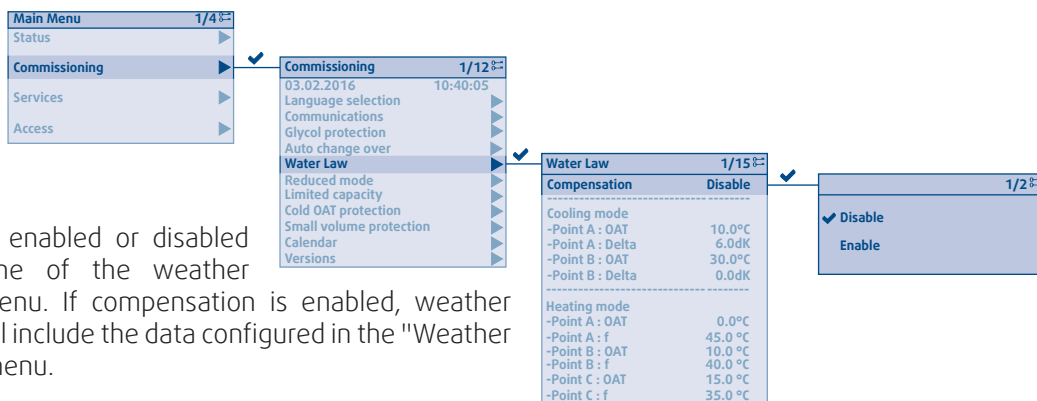 Main Menu 1/4
Status
Commissioning
Services
Access
Commissioning 1/12
03.02.2016 10:40:05
Language selection
Communications
Glycol protection
Auto change over
Water Law
Reduced mode
Limited capacity
Cold OAT protection
Small volume protection
Calendar
Versions
Water Law 1/15
Compensation Disable
Cooling mode
-Point A : OAT 10.0°C
-Point A : Delta 6.0dK
-Point B : OAT 30.0°C
-Point B : Delta 0.0dK
Heating mode
-Point A : OAT 0.0°C
-Point A : f 45.0 °C
-Point B : OAT 10.0 °C
-Point B : f 40.0 °C
-Point C : OAT 15.0 °C
-Point C : f 35.0 °C
1/2
Disable
Enable
enabled or disabled
of the weather
enu. If compensation is enabled, weather
include the data configured in the "Weather
enu.